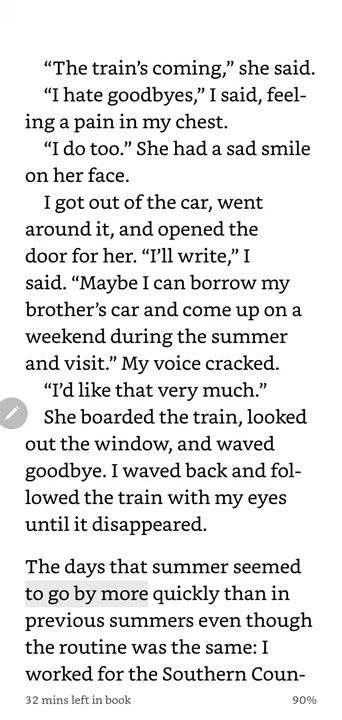 “The train’s coming,” she said.
“I hate goodbyes,” I said, feel-
ing a pain in my chest.
“I do too.” She had a sad smile
on her face.
I got out of the car, went
around it, and opened the
door for her. “I’ll write,” I
said. “Maybe I can borrow my
brother’s car and come up on a
weekend during the summer
and visit.” My voice cracked.
“I’d like that very much.”
She boarded the train, looked
out the window, and waved
goodbye. I waved back and fol-
lowed the train with my eyes
until it disappeared.
The days that summer seemed
to go by more quickly than in
previous summers even though
the routine was the same: I
worked for the Southern Coun-
32 mins left in book 90%